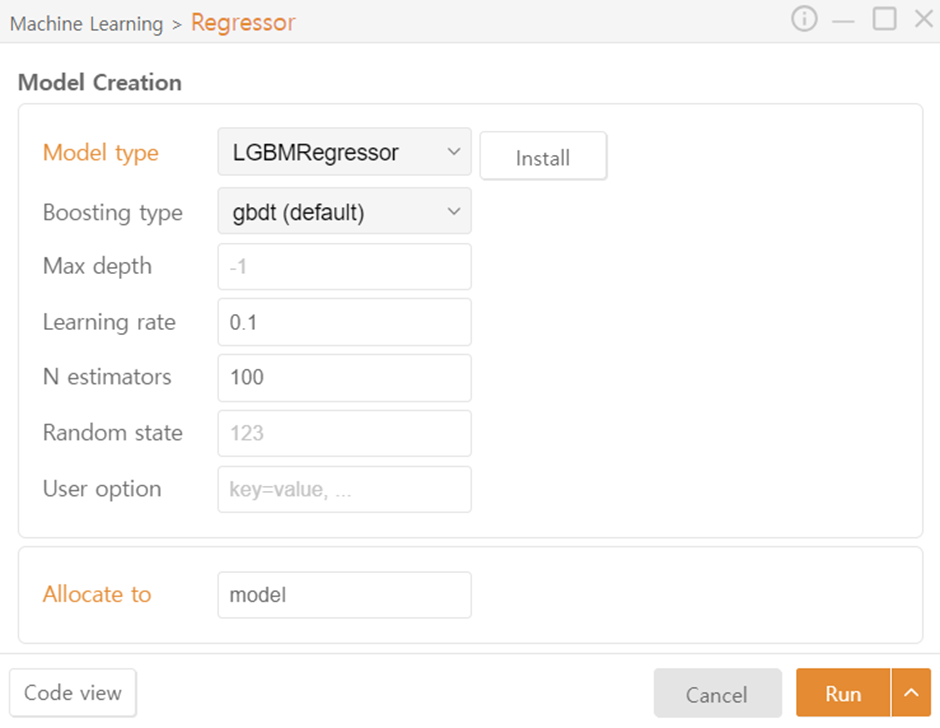 Machine Learning > Regressor
Model Creation
Model type LGBMRegressor Install
Boosting type gbdt (default)
Max depth -1
Learning rate 0.1
N estimators 100
Random state 123
User option key=value, ...
Allocate to model
Code view Cancel Run